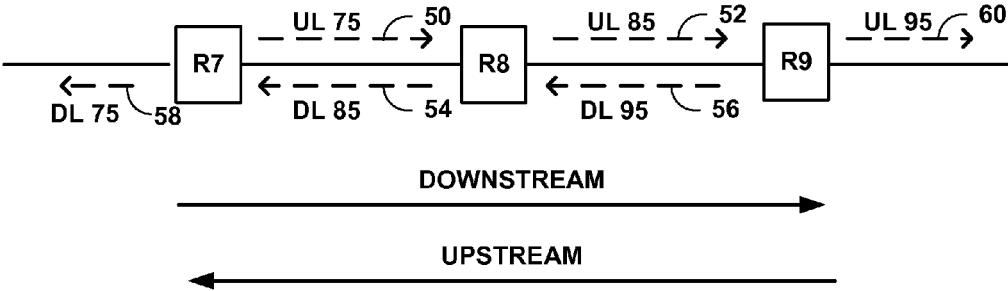 UL 75 50 UL 85 52 UL 95 60
R7 R8 R9
DL 75 58 DL 85 54 DL 95 56
DOWNSTREAM
UPSTREAM